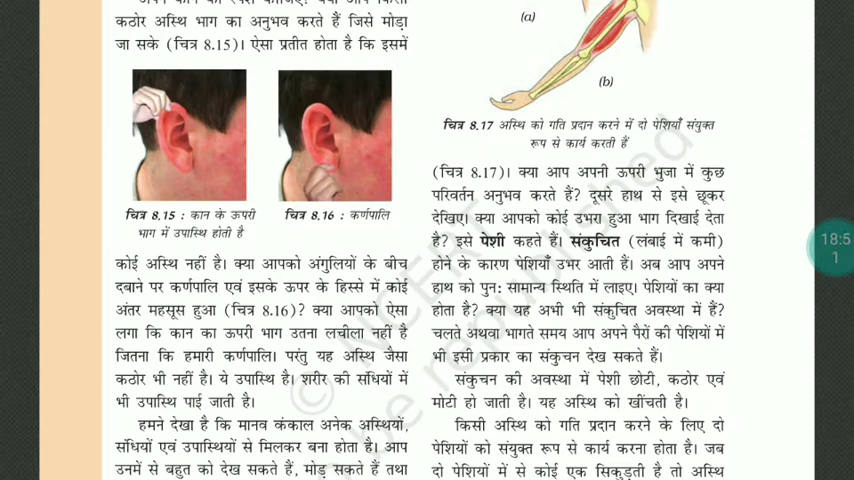 कठोर अस्थि भाग का अनुभव करते हैं जिसे मोड़ा
जा सके (चित्र 8.15)। ऐसा प्रतीत होता है कि इसमें
चित्र 8.15 : कान के ऊपरी
भाग में उपास्थि होती है
चित्र 8.16 : कर्णपालि
कोई अस्थि नहीं है। क्या आपको अंगुलियों के बीच
दबाने पर कर्णपालि एवं इसके ऊपर के हिस्से में कोई
अंतर महसूस हुआ (चित्र 8.16)? क्या आपको ऐसा
लगा कि कान का ऊपरी भाग उतना लचीला नहीं है
जितना कि हमारी कर्णपालि। परंतु यह अस्थि जैसा
कठोर भी नहीं है। ये उपास्थि है। शरीर की संधियों में
भी उपास्थि पाई जाती है।
हमने देखा है कि मानव कंकाल अनेक अस्थियों,
संधियों एवं उपास्थियों से मिलकर बना होता है। आप
उनमें से बहुत को देख सकते हैं, मोड़ सकते हैं तथा
(a)
(b)
चित्र 8.17 अस्थि को गति प्रदान करने में दो पेशियाँ संयुक्त
रूप से कार्य करती हैं
(चित्र 8.17)। क्या आप अपनी ऊपरी भुजा में कुछ
परिवर्तन अनुभव करते हैं? दूसरे हाथ से इसे छूकर
देखिए। क्या आपको कोई उभरा हुआ भाग दिखाई देता
है? इसे पेशी कहते हैं। संकुचित (लंबाई में कमी)
होने के कारण पेशियाँ उभर आती हैं। अब आप अपने
हाथ को पुन: सामान्य स्थिति में लाइए। पेशियों का क्या
होता है? क्या यह अभी भी संकुचित अवस्था में हैं?
चलते अथवा भागते समय आप अपने पैरों की पेशियों में
भी इसी प्रकार का संकुचन देख सकते हैं।
संकुचन की अवस्था में पेशी छोटी, कठोर एवं
मोटी हो जाती है। यह अस्थि को खींचती है।
किसी अस्थि को गति प्रदान करने के लिए दो
पेशियों को संयुक्त रूप से कार्य करना होता है। जब
दो पेशियों में से कोई एक सिकुड़ती है तो अस्थि
© NCERT
be republished
18:5
1